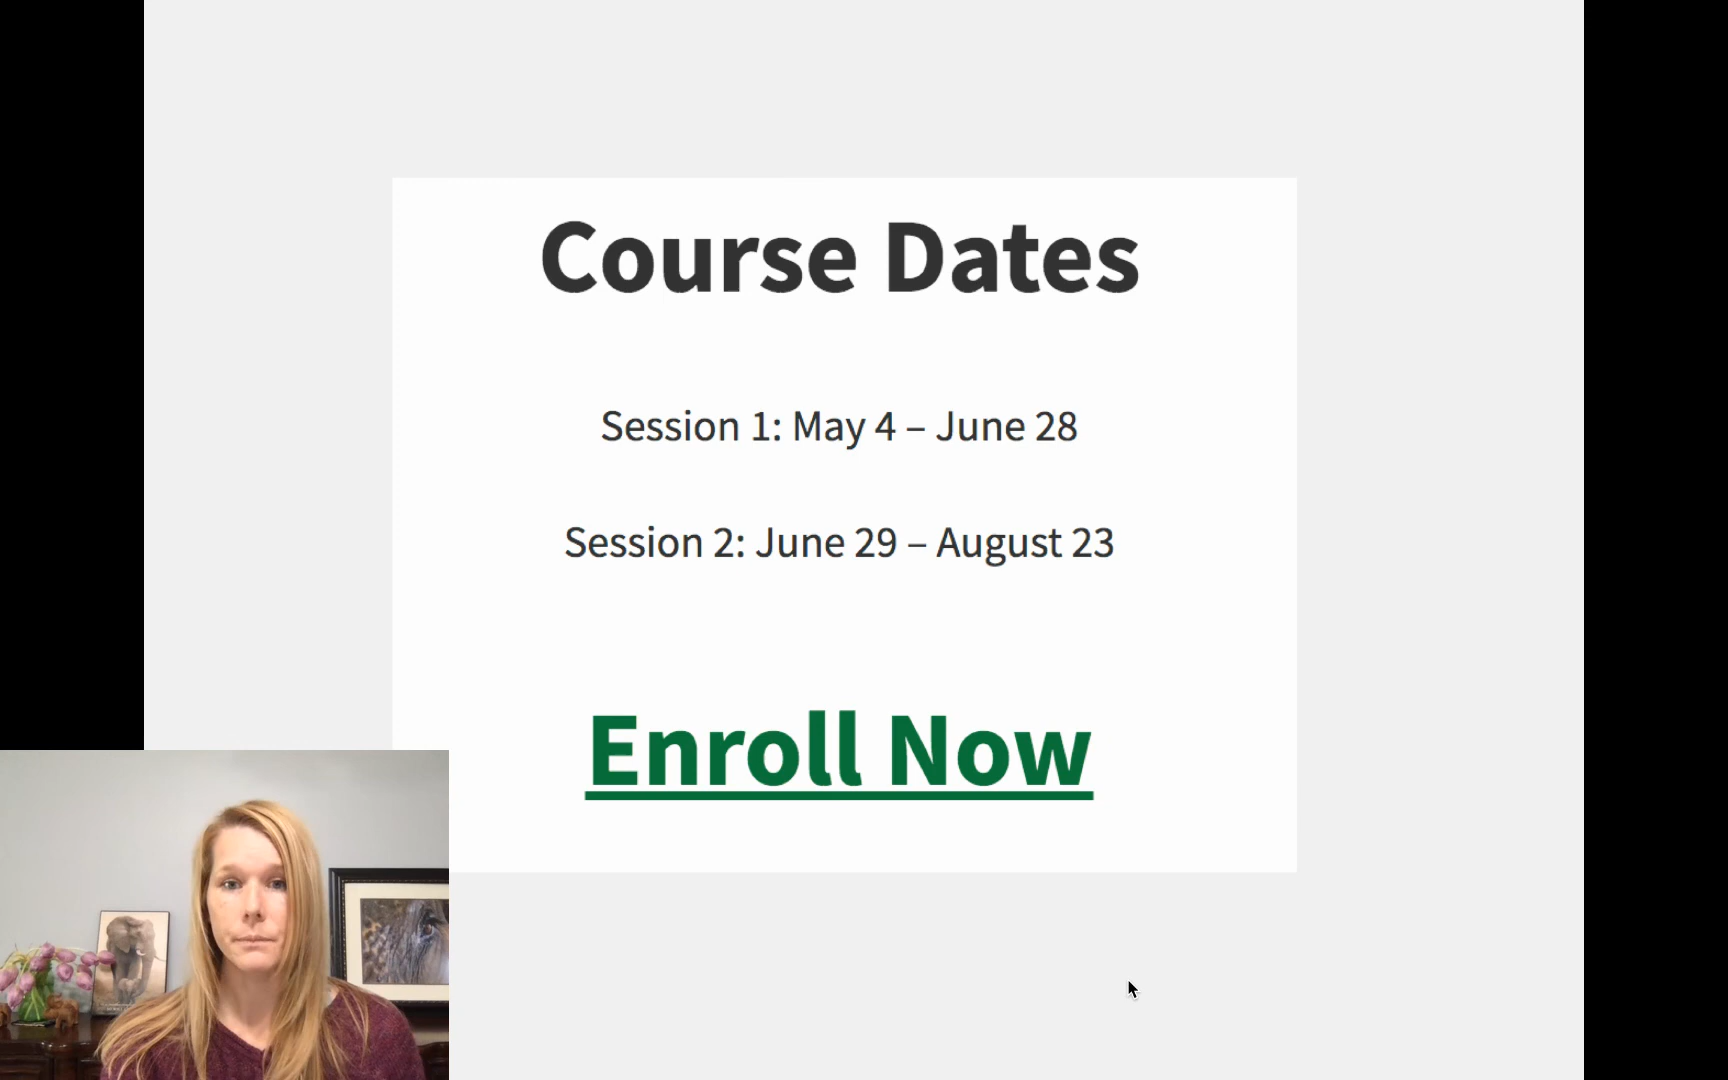 Course Dates
Session 1: May 4 – June 28
Session 2: June 29 – August 23
Enroll Now